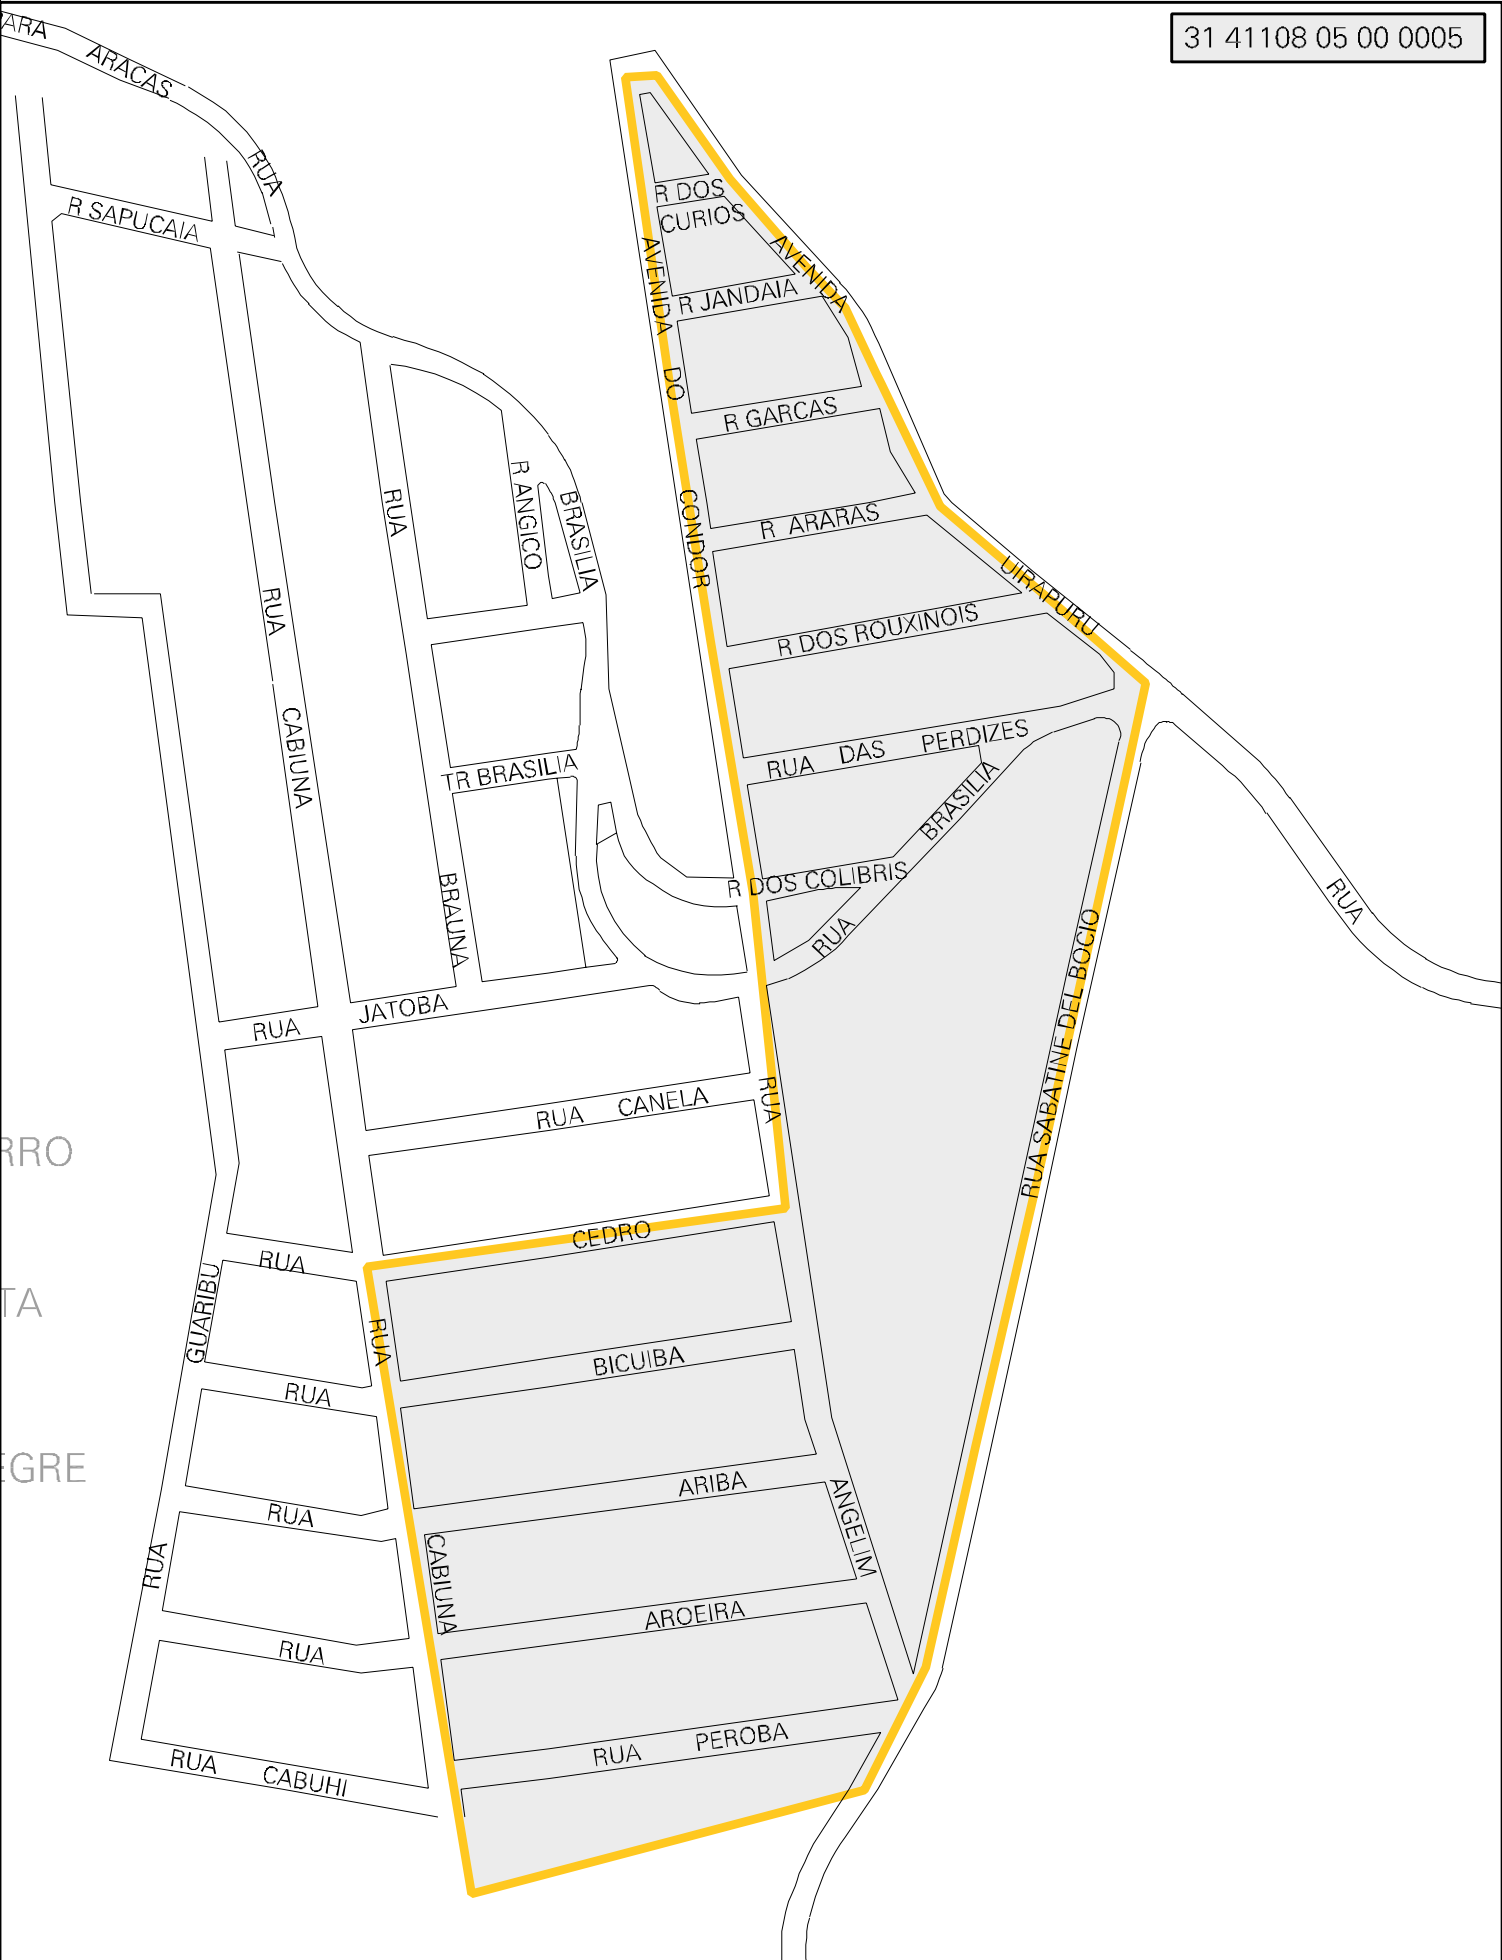 31 41108 05 00 0005
ARA
ARACAS
RUA
R SAPUCAIA
R DOS
CURIOS
AVENIDA
AVENIDA
R JANDAIA
DO
R GARCAS
RUA
R ANGICO
BRASILIA
CONDOR
R ARARAS
UIRAPURU
RUA
R DOS ROUXINOIS
CABIUNA
RUA DAS PERDIZES
TR BRASILIA
BRASILIA
R DOS COLIBRIS
BRAUNA
RUA
RUA
RUA SABATINE DEL BOCIO
JATOBA
RUA
RUA CANELA
RUA
RRO
CEDRO
RUA
GUARIBU
TA
RUA
BICUIBA
RUA
EGRE
ARIBA
ANGELIM
RUA
RUA
CABIUNA
AROEIRA
RUA
RUA PEROBA
RUA CABUHI